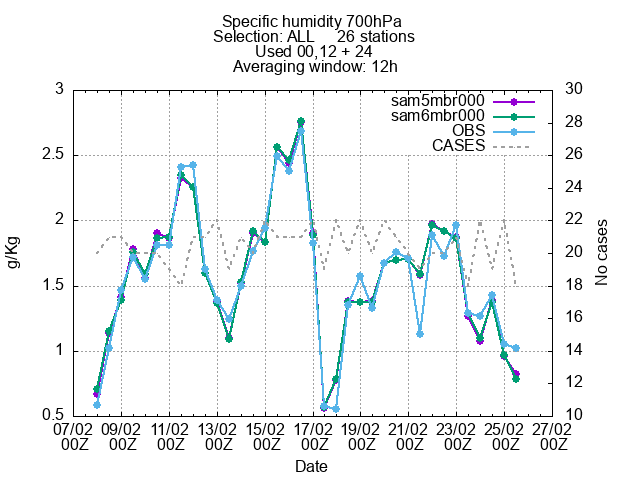 Specific humidity 700hPa
Selection: ALL 26 stations
Used 00,12 + 24
Averaging window: 12h
sam5mbr000
sam6mbr000
OBS
CASES
3
2.5
2
1.5
1
0.5
30
28
26
24
22
20
18
16
14
12
10
g/Kg
No cases
07/02 09/02 11/02 13/02 15/02 17/02 19/02 21/02 23/02 25/02 27/02
00Z 00Z 00Z 00Z 00Z 00Z 00Z 00Z 00Z 00Z 00Z
Date